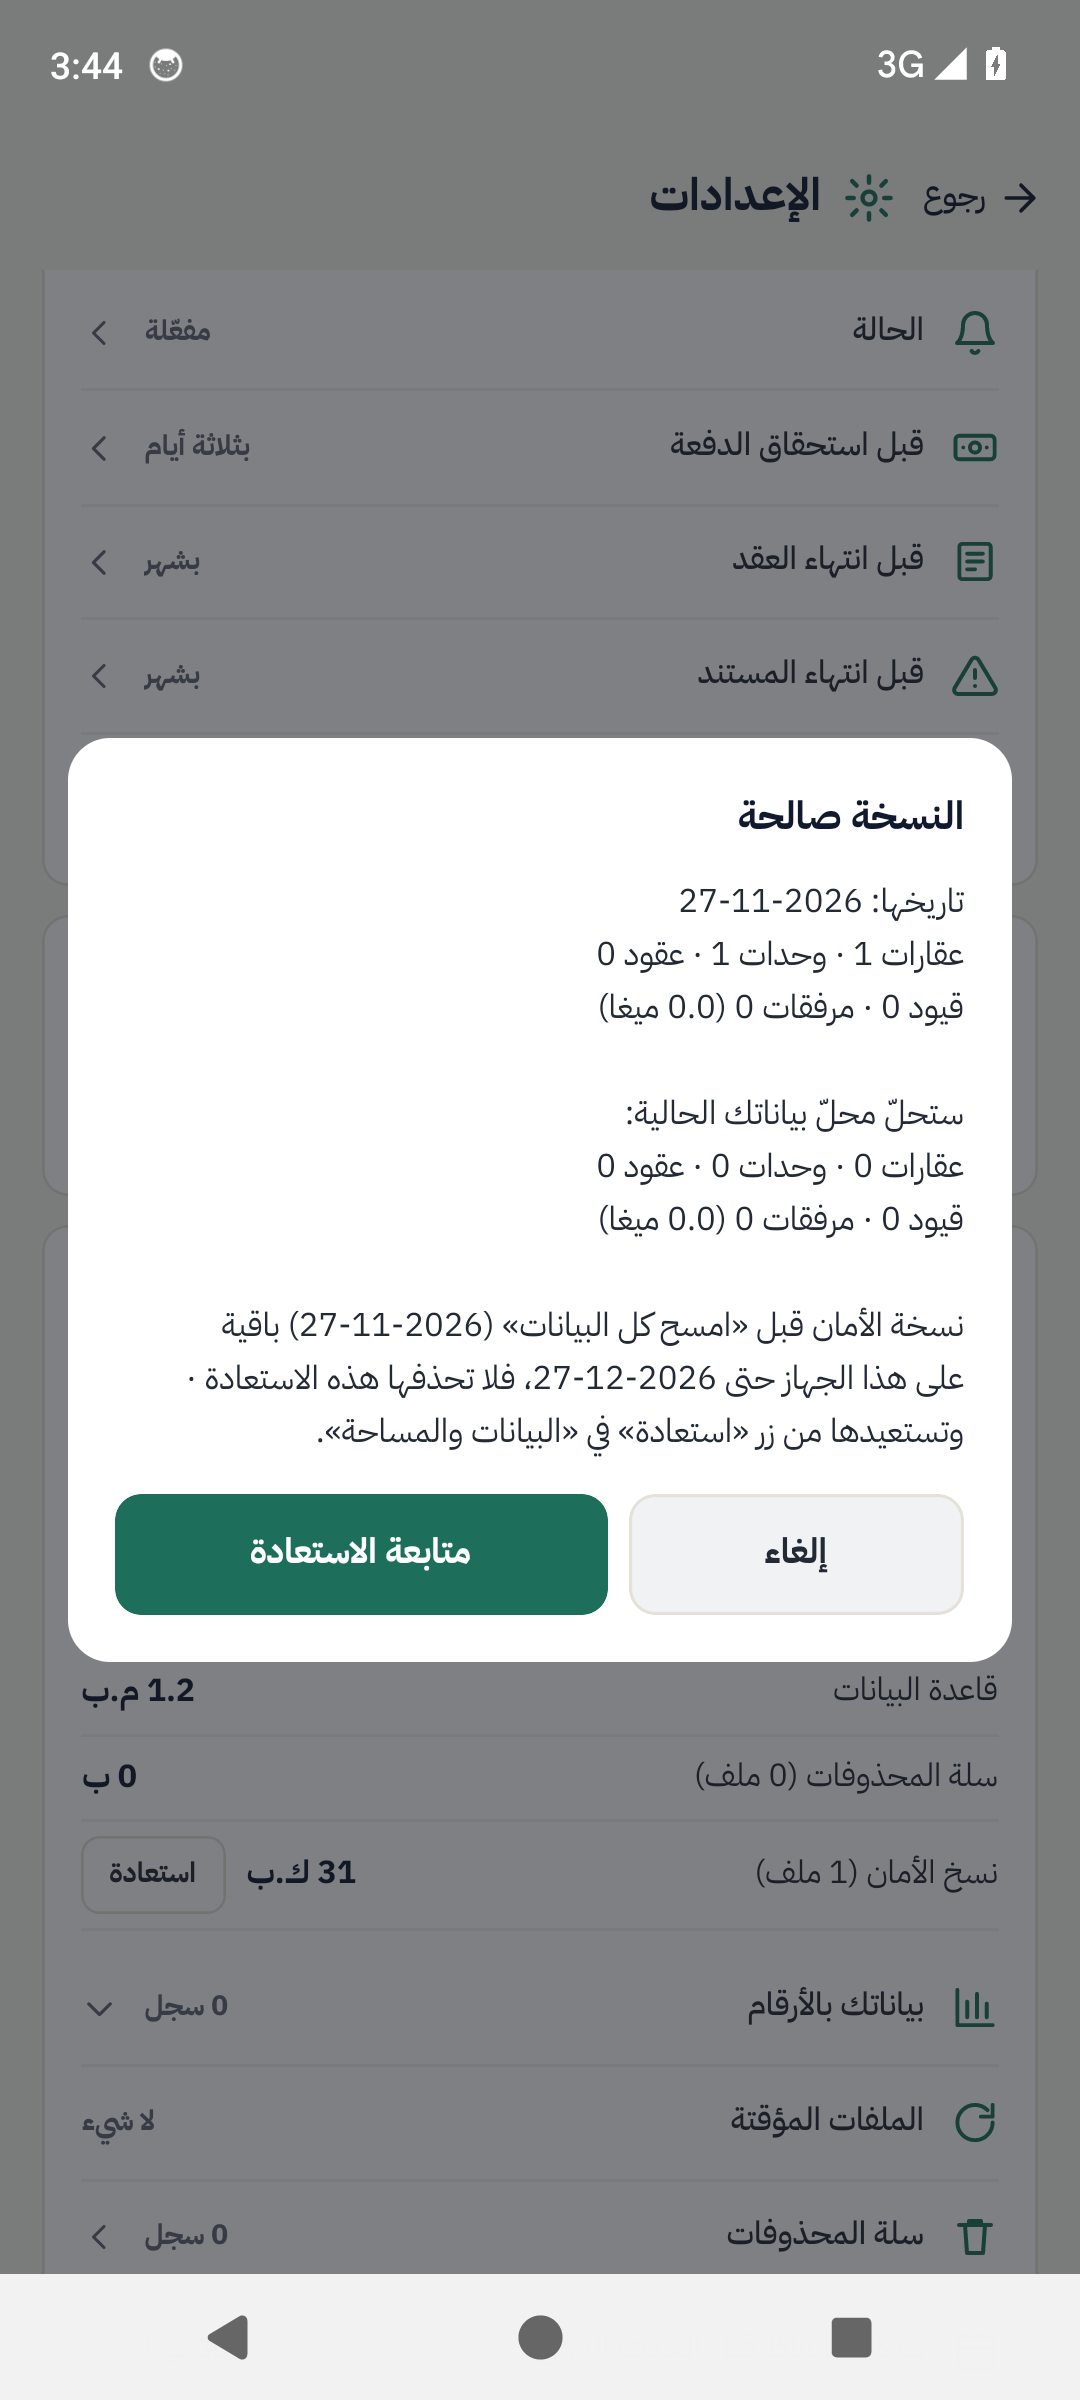 3:44
3G
رجوع
الإعدادات
الحالة
مفعّلة
قبل استحقاق الدفعة
بثلاثة أيام
قبل انتهاء العقد
بشهر
قبل انتهاء المستند
بشهر
النسخة صالحة
تاريخها: 2026-11-27
عقارات 1 · وحدات 1 · عقود 0
قيود 0 · مرفقات 0 (0.0 ميغا)
ستحلّ محلّ بياناتك الحالية:
عقارات 0 · وحدات 0 · عقود 0
قيود 0 · مرفقات 0 (0.0 ميغا)
نسخة الأمان قبل «امسح كل البيانات» (2026-11-27) باقية
على هذا الجهاز حتى 2026-12-27، فلا تحذفها هذه الاستعادة ·
وتستعيدها من زر «استعادة» في «البيانات والمساحة».
إلغاء
متابعة الاستعادة
قاعدة البيانات
1.2 م.ب
سلة المحذوفات (0 ملف)
0 ب
نسخ الأمان (1 ملف)
31 ك.ب
استعادة
بياناتك بالأرقام
0 سجل
الملفات المؤقتة
لا شيء
سلة المحذوفات
0 سجل